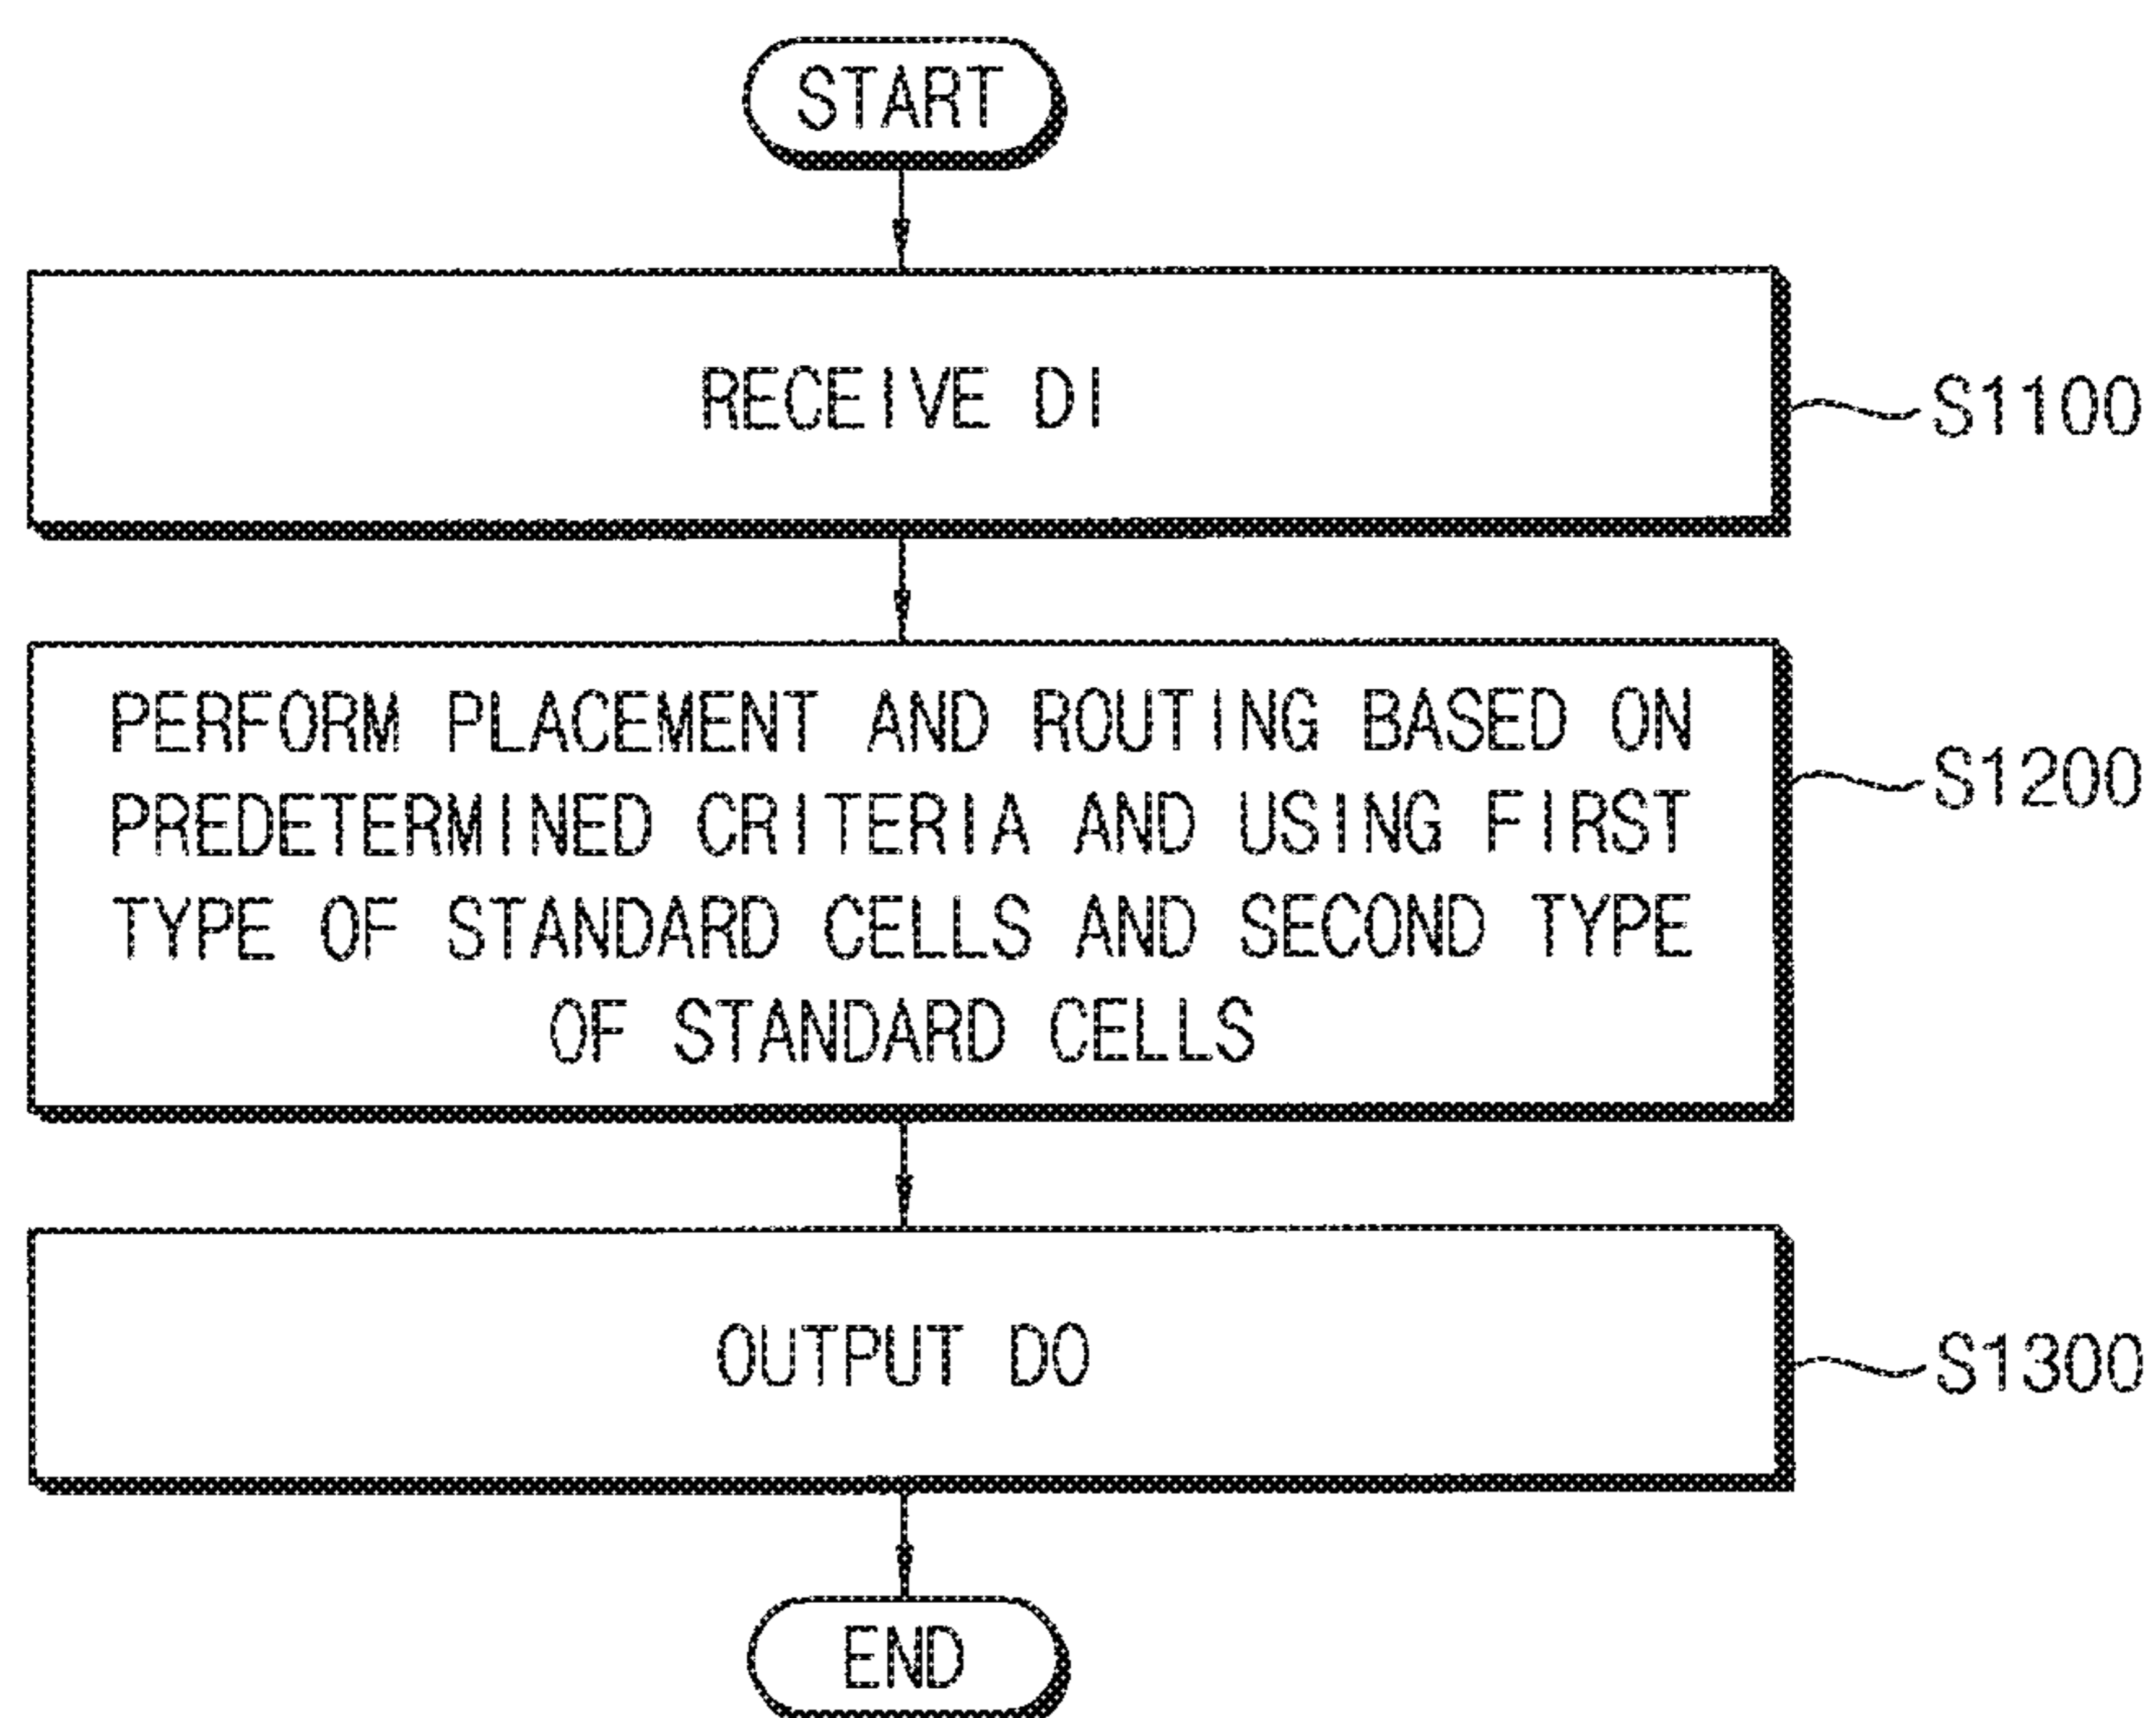 START
RECEIVE DI
S1100
PERFORM PLACEMENT AND ROUTING BASED ON
PREDETERMINED CRITERIA AND USING FIRST
TYPE OF STANDARD CELLS AND SECOND TYPE
OF STANDARD CELLS
S1200
OUTPUT DO
S1300
END